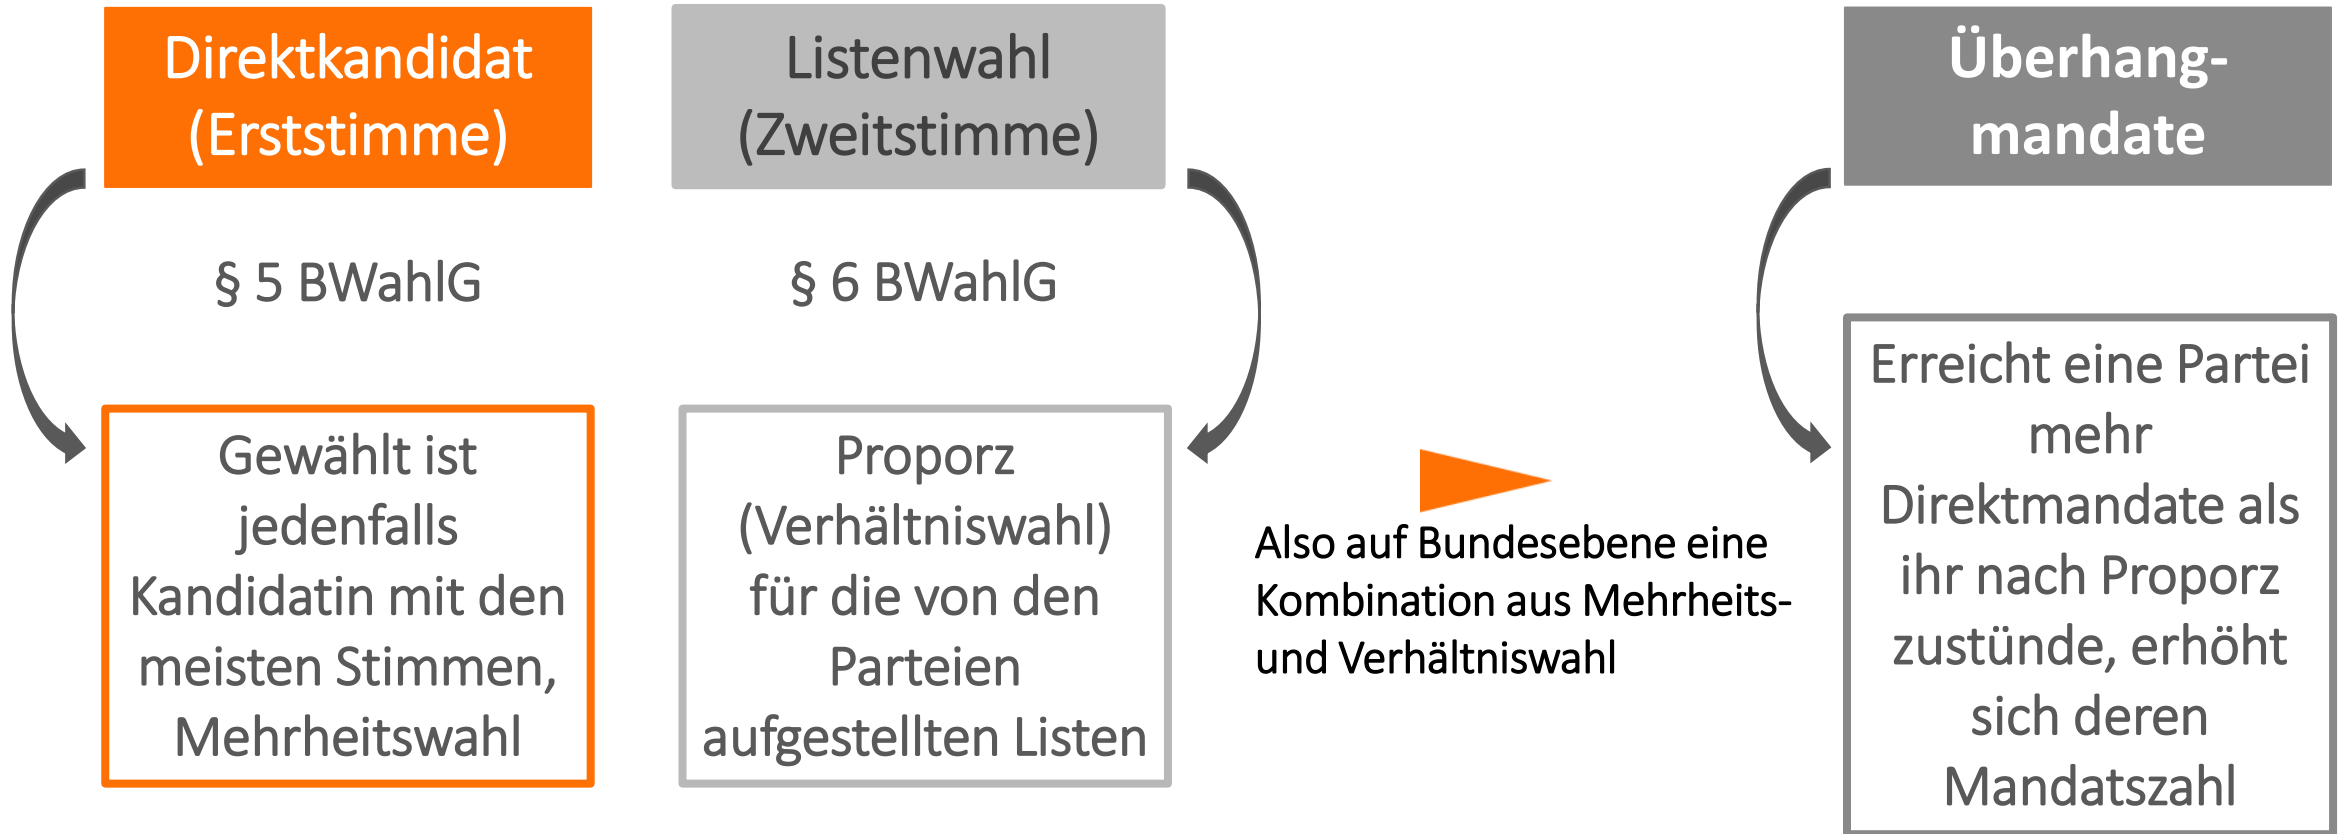 Direktkandidat
(Erststimme)
§ 5 BWahlG
Gewählt ist
jedenfalls
Kandidatin mit den
meisten Stimmen,
Mehrheitswahl
Listenwahl
(Zweitstimme)
§ 6 BWahlG
Proporz
(Verhältniswahl)
für die von den
Parteien
aufgestellten Listen
Also auf Bundesebene eine
Kombination aus Mehrheits-
und Verhältniswahl
Überhang-
mandate
Erreicht eine Partei
mehr
Direktmandate als
ihr nach Proporz
zustünde, erhöht
sich deren
Mandatszahl